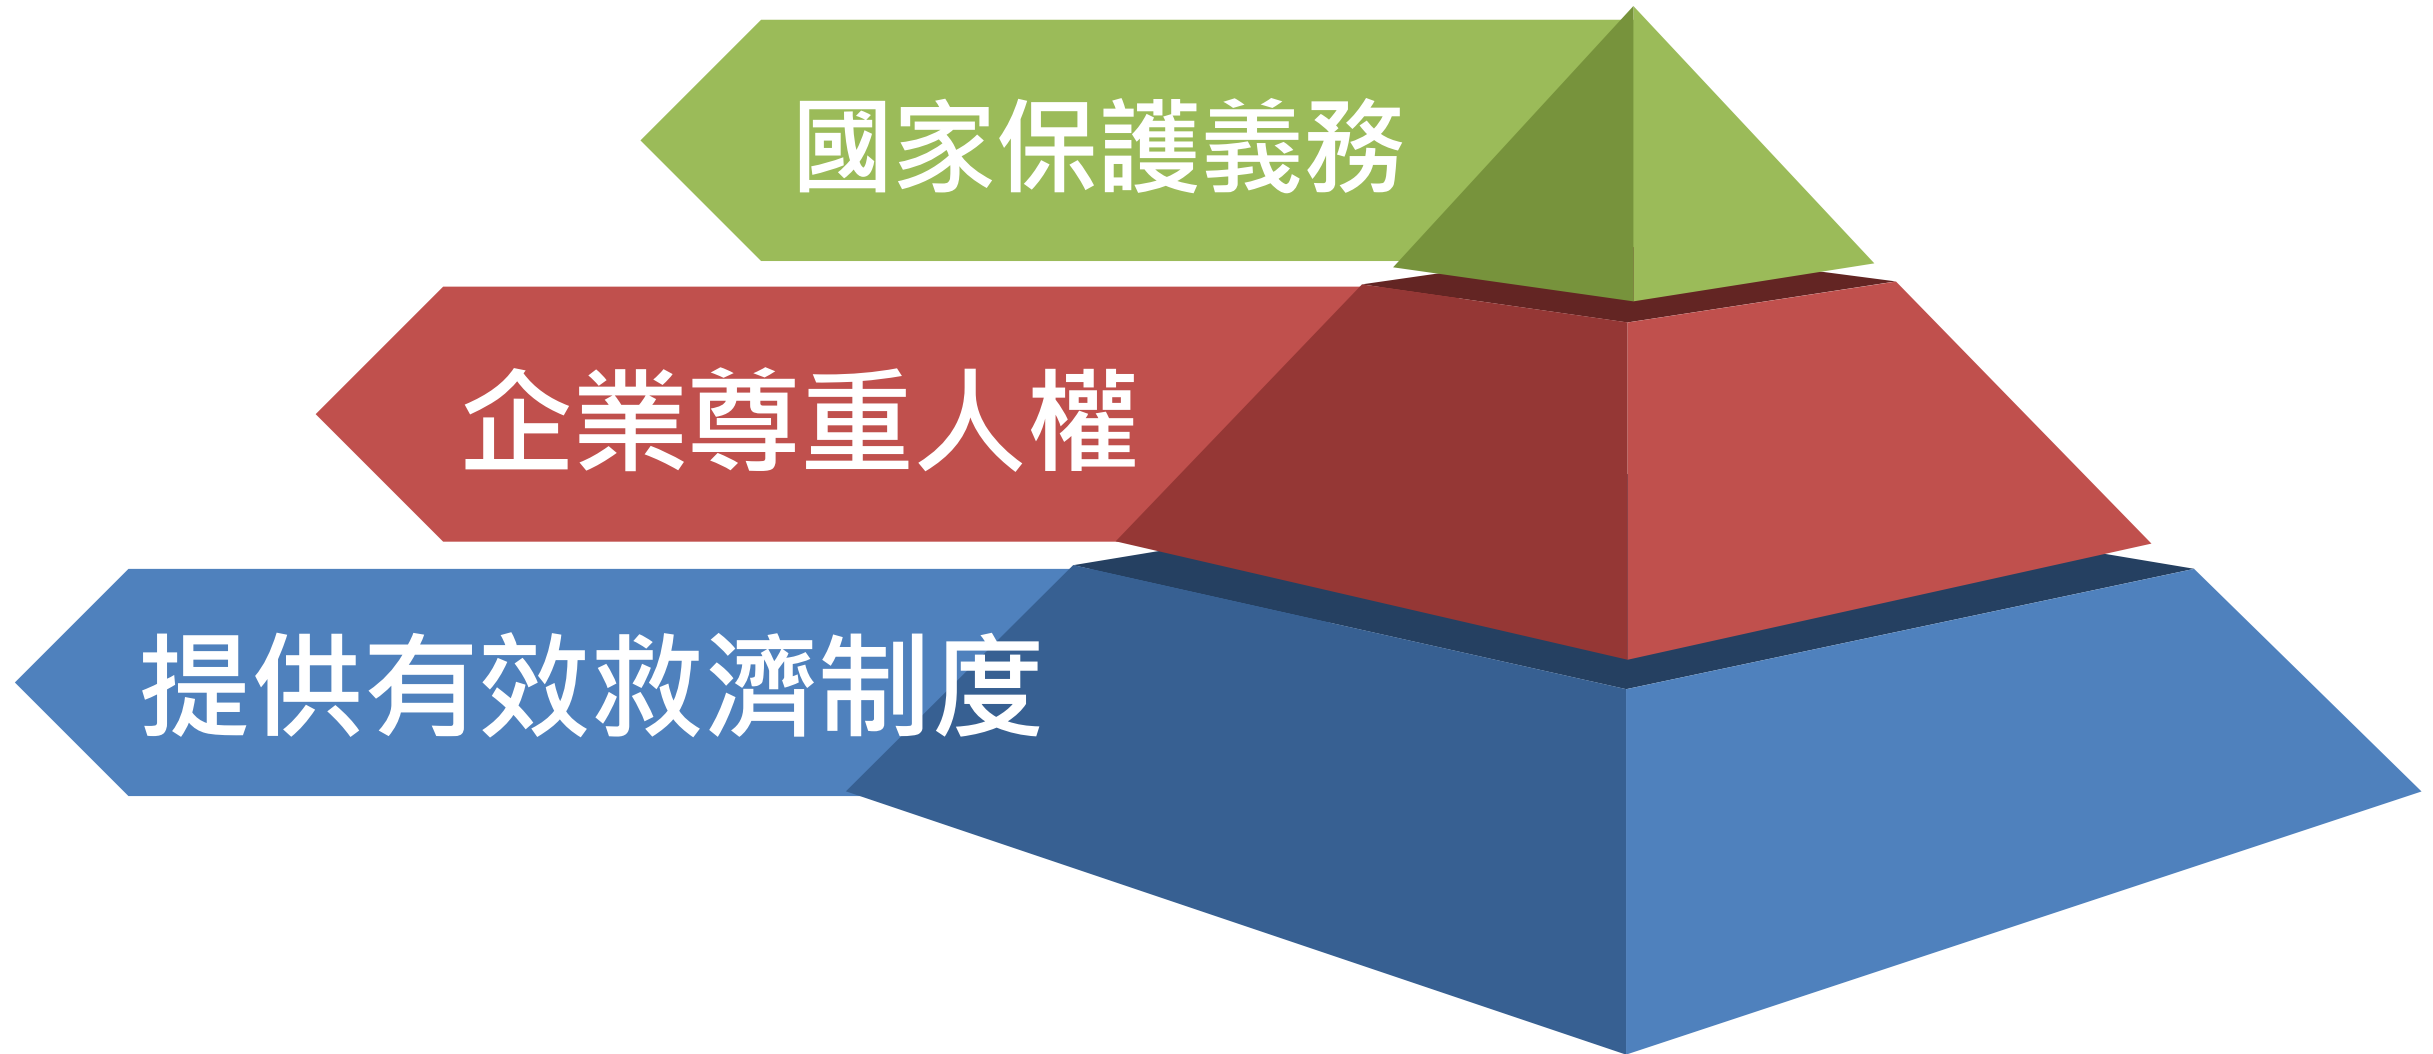 國家保護義務
企業尊重人權
提供有效救濟制度